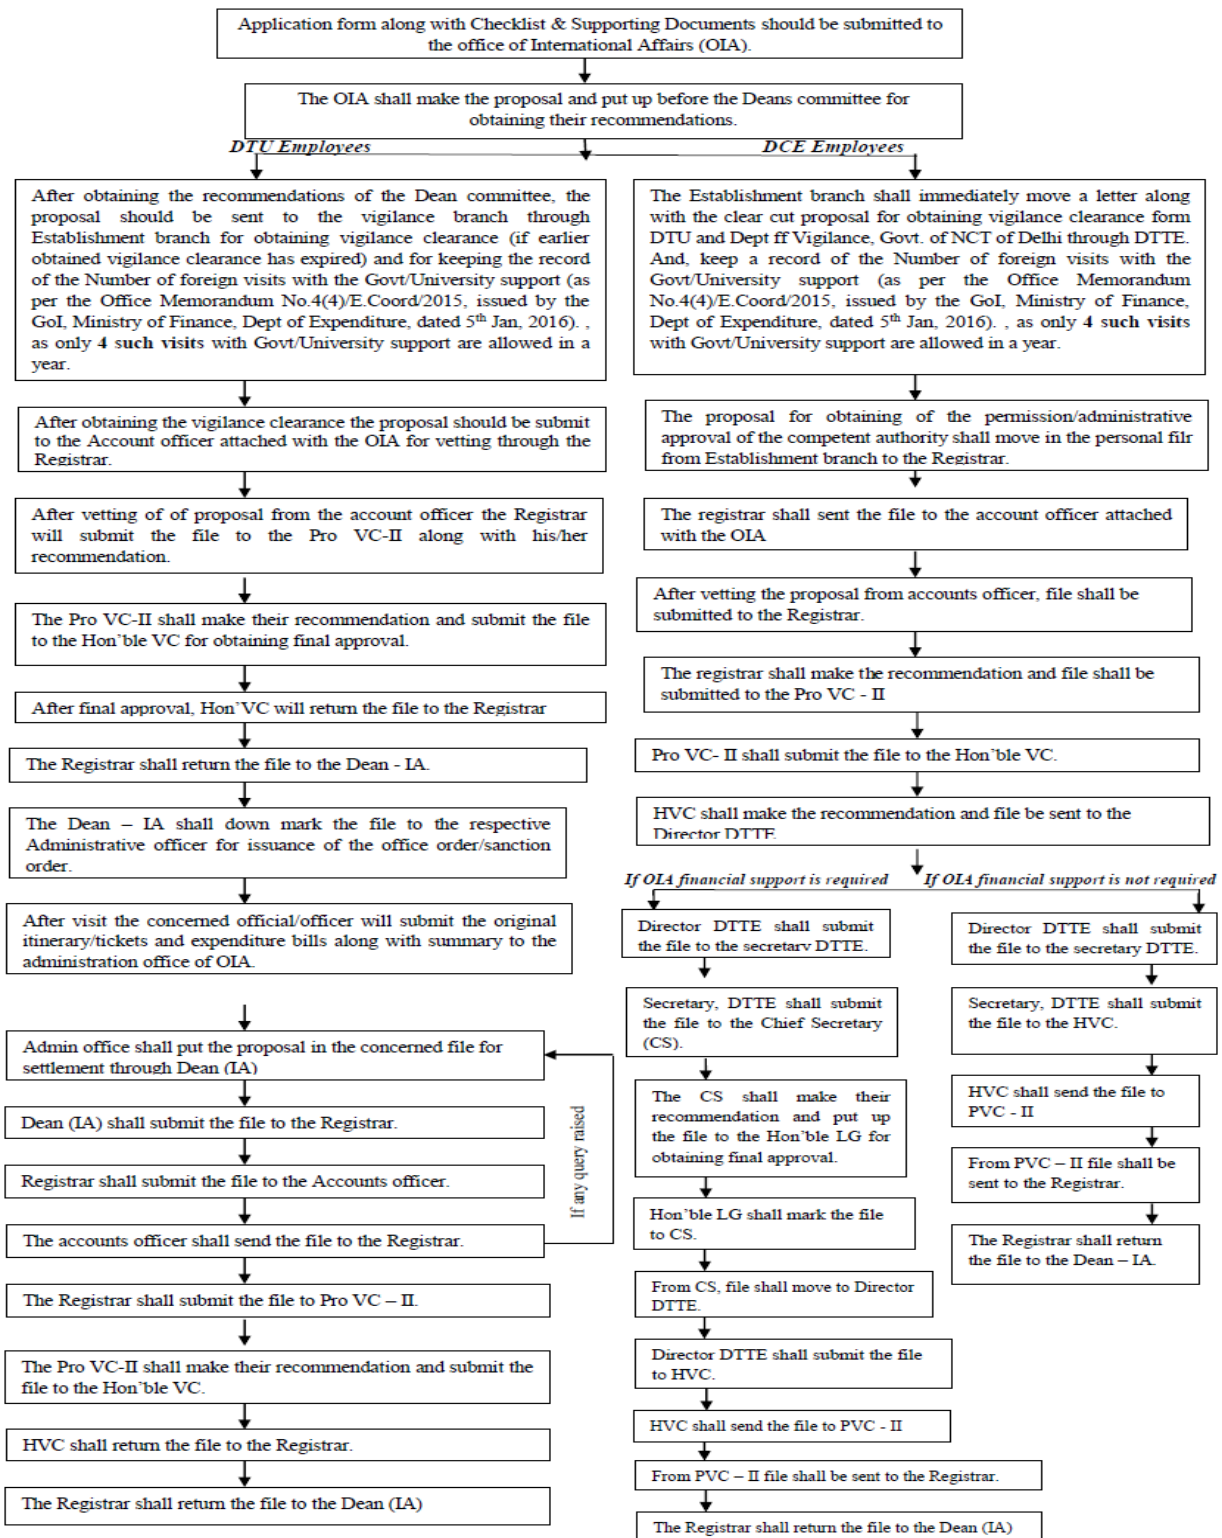 Application form along with Checklist & Supporting Documents should be submitted to
the office of International Affairs (OIA).
The OIA shall make the proposal and put up before the Deans committee for
obtaining their recommendations.
DTU Employees
DCE Employees
After obtaining the recommendations of the Dean committee, the
proposal should be sent to the vigilance branch through
Establishment branch for obtaining vigilance clearance (if earlier
obtained vigilance clearance has expired) and for keeping the record
of the Number of foreign visits with the Govt/University support (as
per the Office Memorandum No.4(4)/E.Coord/2015, issued by the
GoI, Ministry of Finance, Dept of Expenditure, dated 5th Jan, 2016). ,
as only 4 such visits with Govt/University support are allowed in a
year.
After obtaining the vigilance clearance the proposal should be submit
to the Account officer attached with the OIA for vetting through the
Registrar.
After vetting of of proposal from the account officer the Registrar
will submit the file to the Pro VC-II along with his/her
recommendation.
The Pro VC-II shall make their recommendation and submit the file
to the Hon'ble VC for obtaining final approval.
After final approval, Hon'VC will return the file to the Registrar
The Registrar shall return the file to the Dean - IA.
The Dean – IA shall down mark the file to the respective
Administrative officer for issuance of the office order/sanction
order.
After visit the concerned official/officer will submit the original
itinerary/tickets and expenditure bills along with summary to the
administration office of OIA.
Admin office shall put the proposal in the concerned file for
settlement through Dean (IA)
Dean (IA) shall submit the file to the Registrar.
Registrar shall submit the file to the Accounts officer.
The accounts officer shall send the file to the Registrar.
If any query raised
The Registrar shall submit the file to Pro VC – II.
The Pro VC-II shall make their recommendation and submit the
file to the Hon'ble VC.
HVC shall return the file to the Registrar.
The Registrar shall return the file to the Dean (IA)
The Establishment branch shall immediately move a letter along
with the clear cut proposal for obtaining vigilance clearance form
DTU and Dept ff Vigilance, Govt. of NCT of Delhi through DTTE.
And, keep a record of the Number of foreign visits with the
Govt/University support (as per the Office Memorandum
No.4(4)/E.Coord/2015, issued by the GoI, Ministry of Finance,
Dept of Expenditure, dated 5th Jan, 2016). , as only 4 such visits
with Govt/University support are allowed in a year.
The proposal for obtaining of the permission/administrative
approval of the competent authority shall move in the personal filr
from Establishment branch to the Registrar.
The registrar shall sent the file to the account officer attached
with the OIA
After vetting the proposal from accounts officer, file shall be
submitted to the Registrar.
The registrar shall make the recommendation and file shall be
submitted to the Pro VC - II
Pro VC- II shall submit the file to the Hon'ble VC.
HVC shall make the recommendation and file be sent to the
Director DTTE
If OIA financial support is required
If OIA financial support is not required
Director DTTE shall submit
the file to the secretary DTTE.
Secretary, DTTE shall submit
the file to the Chief Secretary
(CS).
The CS shall make their
recommendation and put up
the file to the Hon'ble LG for
obtaining final approval.
Hon'ble LG shall mark the file
to CS.
From CS, file shall move to Director
DTTE.
Director DTTE shall submit the file
to HVC.
HVC shall send the file to PVC - II
From PVC – II file shall be sent to the Registrar.
The Registrar shall return the file to the Dean (IA)
Director DTTE shall submit
the file to the secretary DTTE.
Secretary, DTTE shall submit
the file to the HVC.
HVC shall send the file to
PVC - II
From PVC – II file shall be
sent to the Registrar.
The Registrar shall return
the file to the Dean – IA.